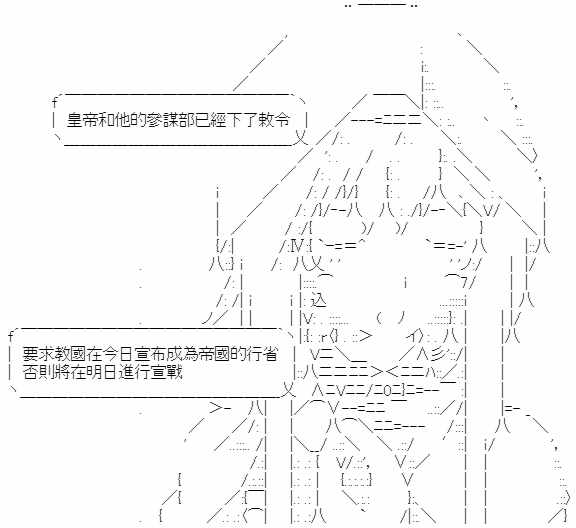 皇帝和他的參謀部已經下了敕令
要求教國在今日宣布成為帝國的行省
否則將在明日進行宣戰